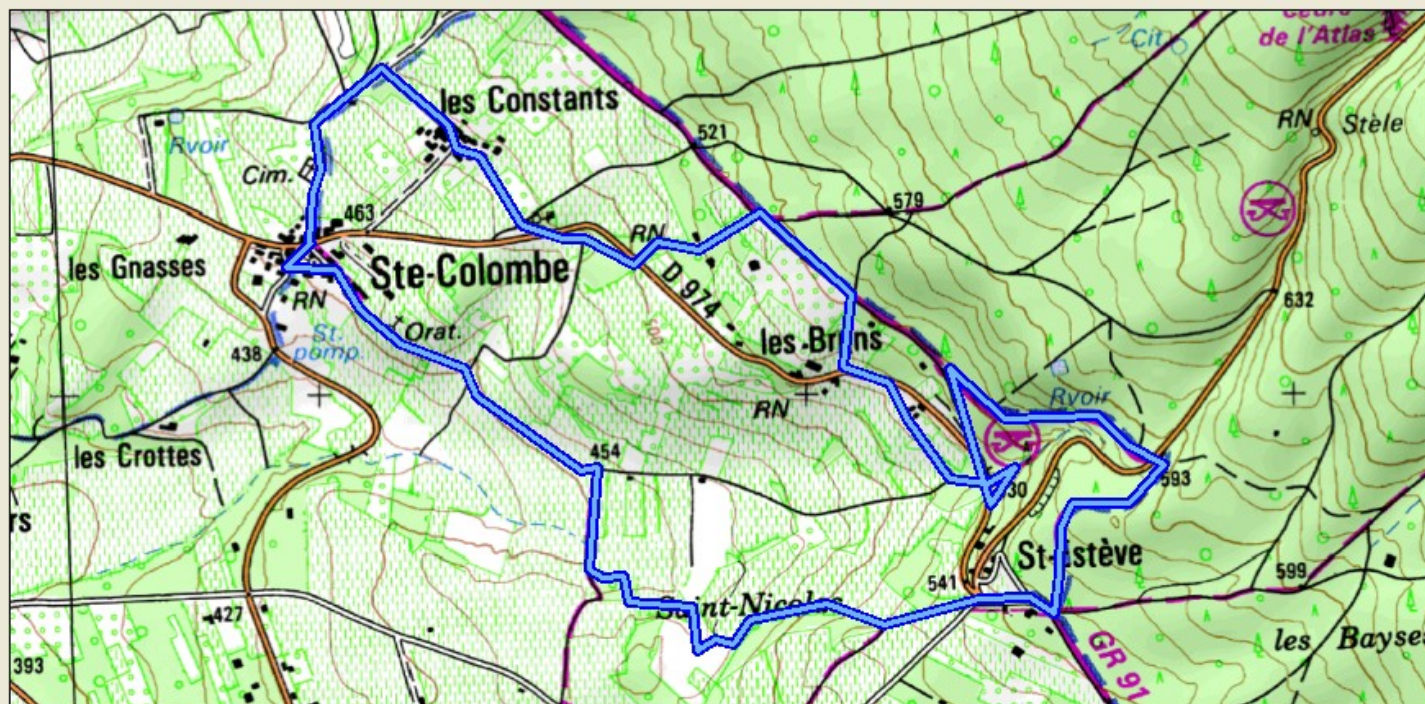 Cèdre
de l'Atlas
Cit.
les Constants
521
RN
Stèle
Rvoir
Cim.
463
579
RN
les Gnasses
Ste-Colombe
D 974
632
RN
Orat.
St.
pomp.
438
500
les Bruns
RN
Rvoir
les Crottes
454
593
30
rs
St-Estève
541
599
427
Saint-Nicolas
393
les Bayse
GR 91